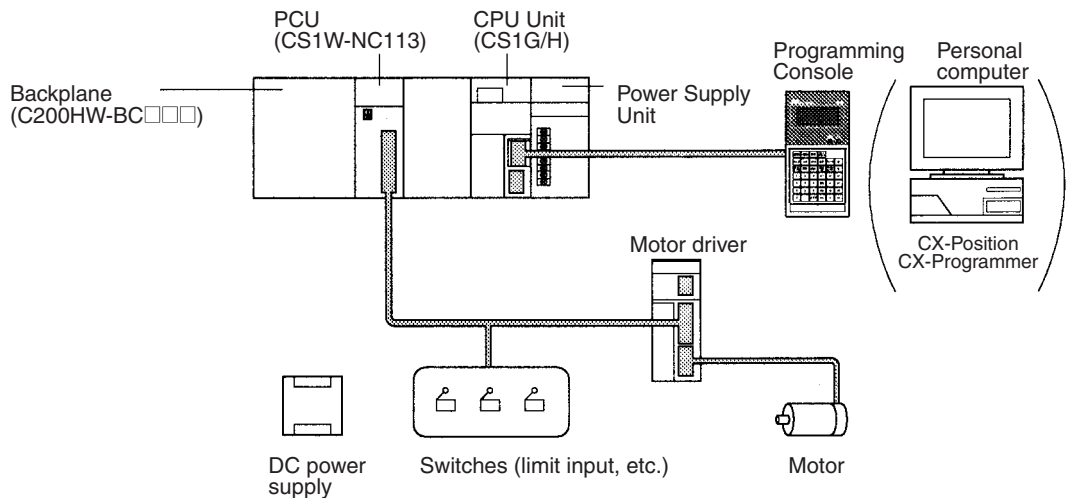 PCU
(CS1W-NC113)
CPU Unit
(CS1G/H)
Programming
Console
Personal
computer
Backplane
(C200HW-BC□□□)
Power Supply
Unit
CX-Position
CX-Programmer
Motor driver
DC power
supply
Switches (limit input, etc.)
Motor